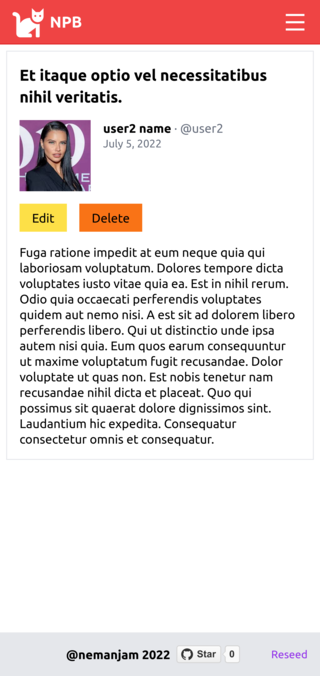 NPB
Et itaque optio vel necessitatibus
nihil veritatis.
user2 name · @user2
July 5, 2022
Edit
Delete
Fuga ratione impedit at eum neque quia qui
laboriosam voluptatum. Dolores tempore dicta
voluptates iusto vitae quia ea. Est in nihil rerum.
Odio quia occaecati perferendis voluptates
quidem aut nemo nisi. A est sit ad dolorem libero
perferendis libero. Qui ut distinctio unde ipsa
autem nisi quia. Eum quos earum consequuntur
ut maxime voluptatum fugit recusandae. Dolor
voluptate ut quas non. Est nobis tenetur nam
recusandae nihil dicta et placeat. Quo qui
possimus sit quaerat dolore dignissimos sint.
Laudantium hic expedita. Consequatur
consectetur omnis et consequatur.
@nemanjam 2022
Star
0
Reseed